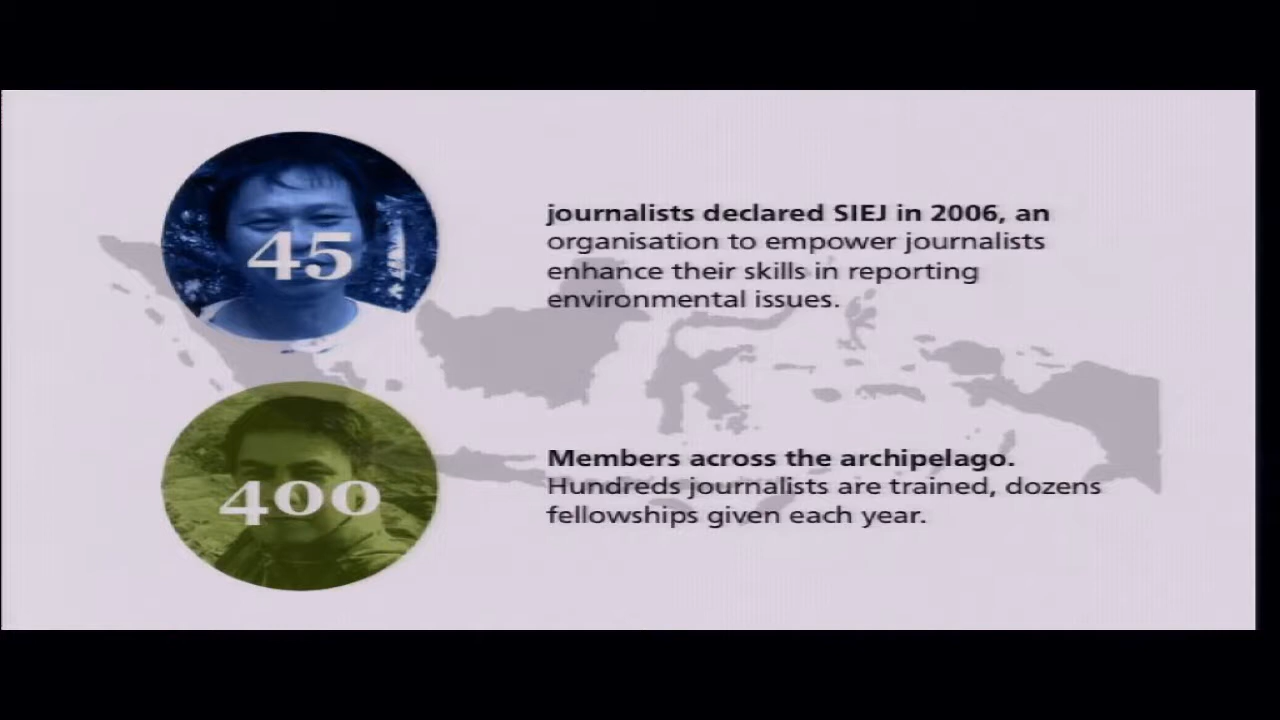 45
journalists declared SIEJ in 2006, an
organisation to empower journalists
enhance their skills in reporting
environmental issues.
400
Members across the archipelago.
Hundreds journalists are trained, dozens
fellowships given each year.